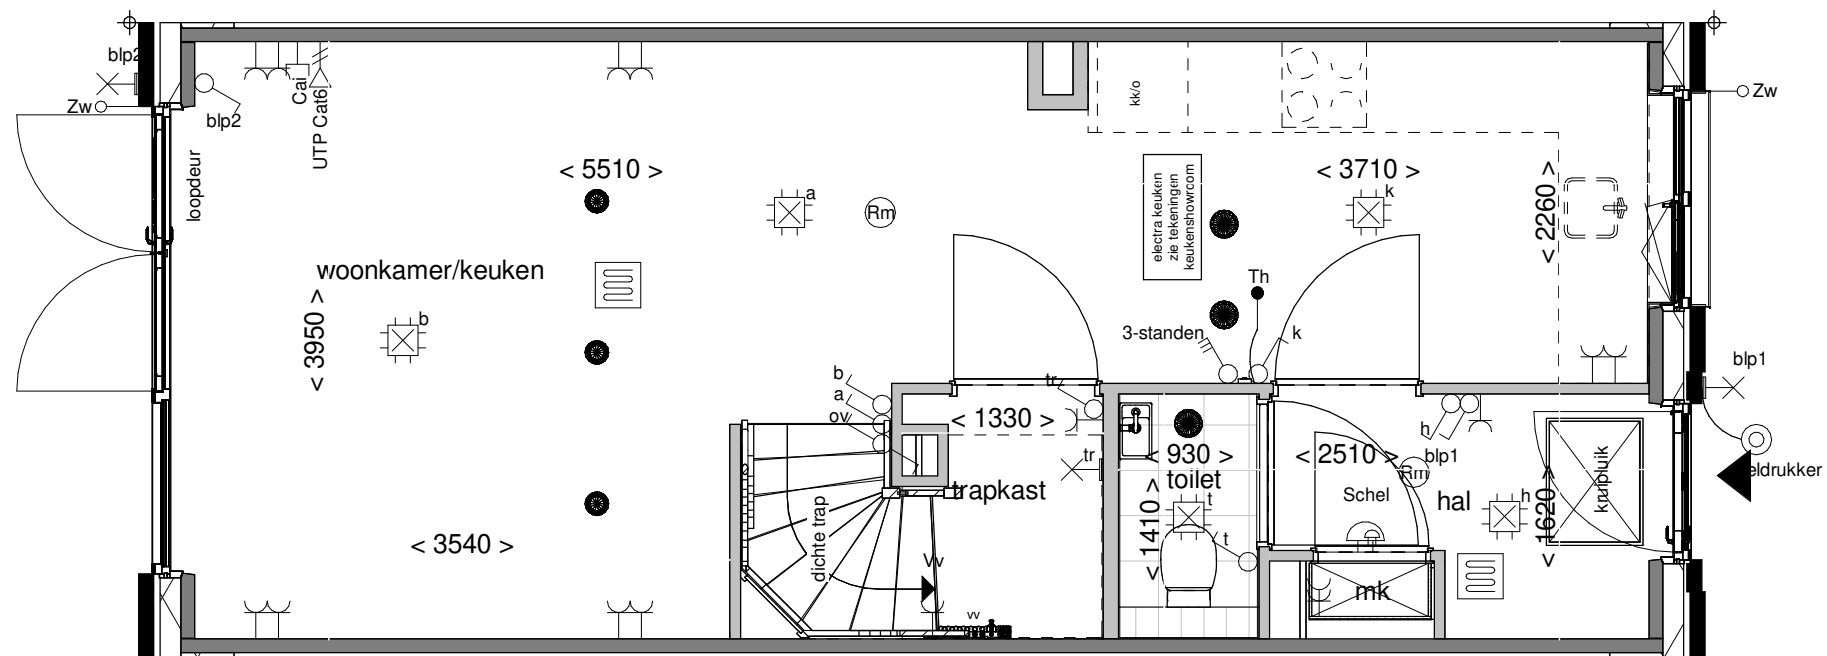 blp2
Zw
blp2
Cai
UTP Cat6
loopdeur
kk/o
Zw
< 5510 >
< 3710 >
a
Rm
k
electra keuken
zie tekeningen
keukenshowroom
< 2260 >
woonkamer/keuken
Th
< 3950 >
b
3-standen
k
b
a
ov
tr
blp1
< 1330 >
tr
< 930 >
toilet
< 2510 >
h
blp1
Rm
kruipluik
eldrukker
trapkast
Schel
hal
h
t
< 1410 >
< 1620 >
dichte trap
< 3540 >
t
Vv
mk
vv